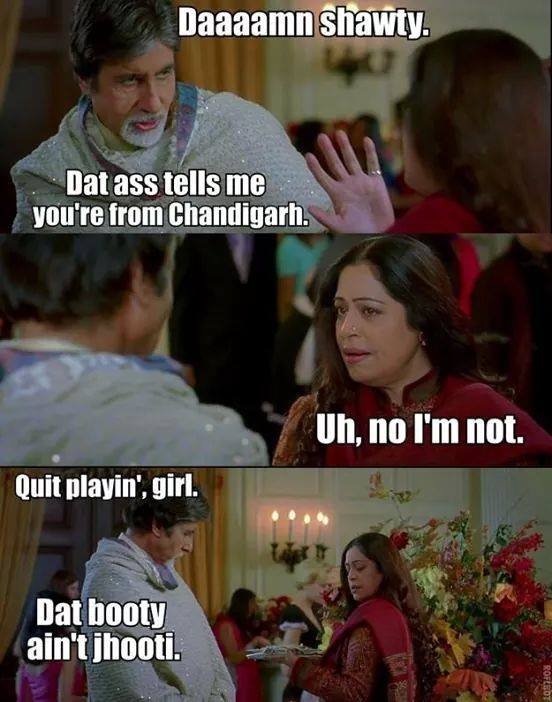 Daaaamn shawty.
Dat ass tells me
you're from Chandigarh.
Uh, no I'm not.
Quit playin', girl.
Dat booty
ain't jhooti.